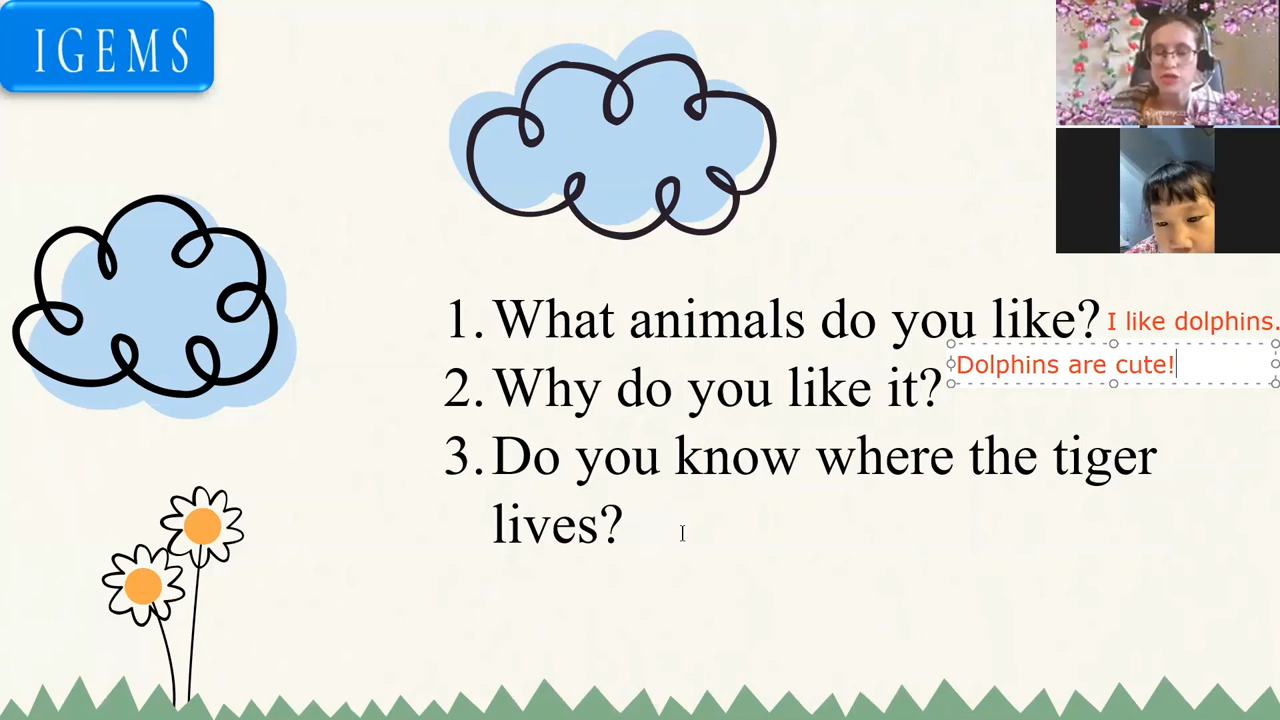 IGEMS
1. What animals do you like? I like dolphins.
Dolphins are cute!
2. Why do you like it?
3. Do you know where the tiger
lives?